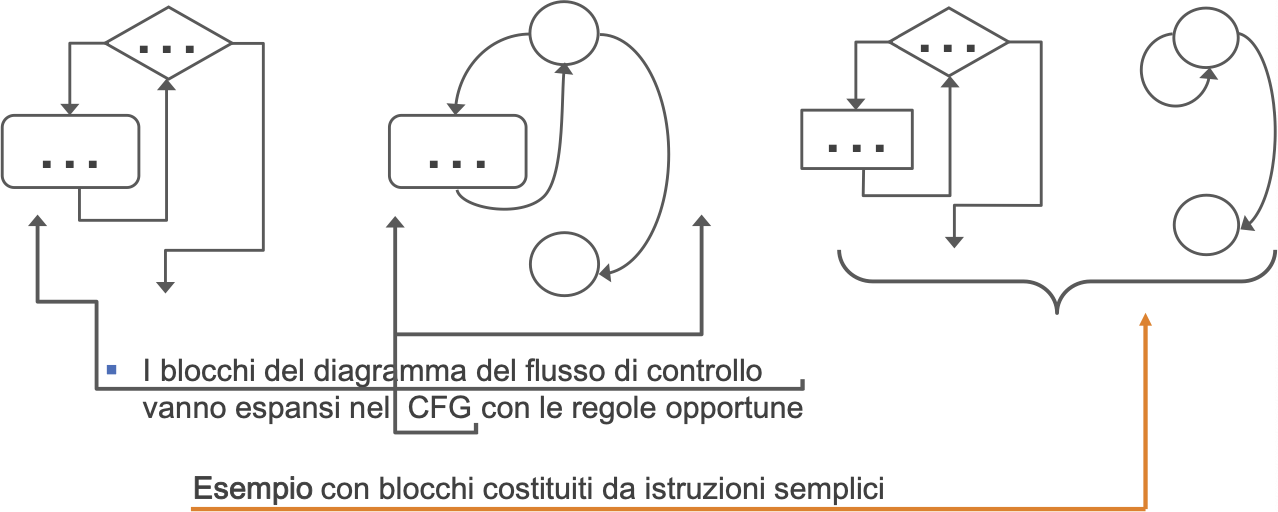 ...
...
...
...
...
▪ I blocchi del diagramma del flusso di controllo
vanno espansi nel CFG con le regole opportune
Esempio con blocchi costituiti da istruzioni semplici